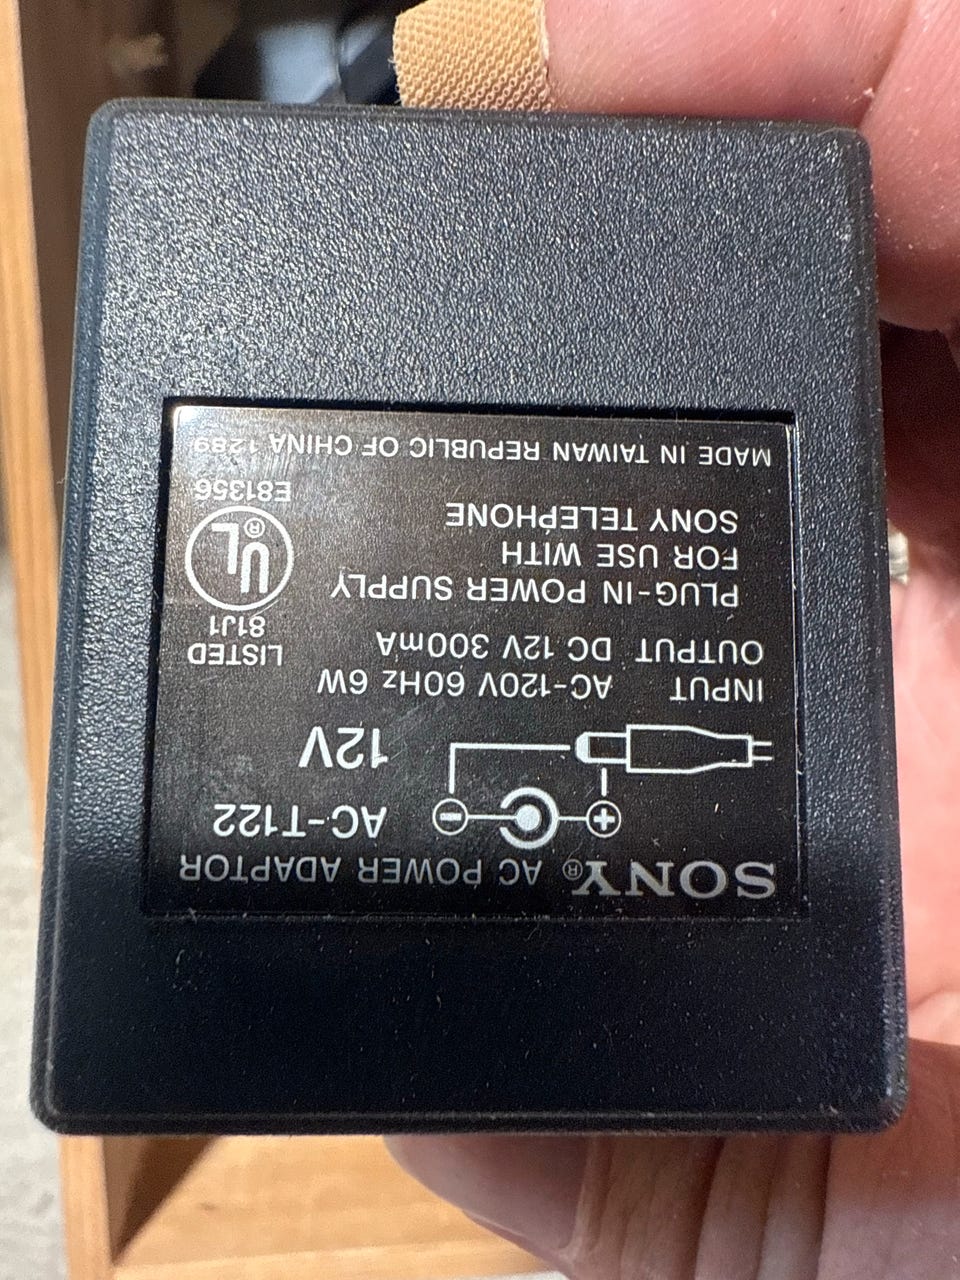 SONY® AC POWER ADAPTOR
AC-T122
12V
INPUT AC-120V 60Hz 6W
OUTPUT DC 12V 300mA
PLUG-IN POWER SUPPLY
FOR USE WITH
SONY TELEPHONE
LISTED
81J1
UL®
E81356
MADE IN TAIWAN REPUBLIC OF CHINA 1289